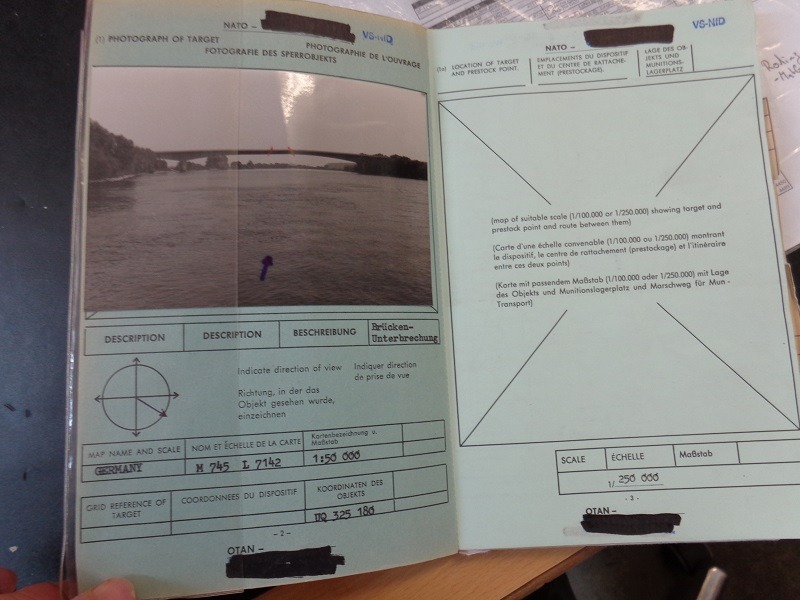 NATO –
VS-NfD
(1) PHOTOGRAPH OF TARGET
PHOTOGRAPHIE DE L'OUVRAGE
FOTOGRAFIE DES SPERROBJEKTS
DESCRIPTION
DESCRIPTION
BESCHREIBUNG
Brücken-
Unterbrechung
Indicate direction of view
Indiquer direction
de prise de vue
Richtung, in der das
Objekt gesehen wurde,
einzeichnen
MAP NAME AND SCALE
NOM ET ÉCHELLE DE LA CARTE
Kartenbezeichnung u.
Maßstab
GERMANY
M 745 L 7142
1:50 000
GRID REFERENCE OF
TARGET
COORDONNEES DU DISPOSITIF
KOORDINATEN DES
OBJEKTS
UQ 325 180
- 2 -
OTAN –
NATO –
VS-NfD
LOCATION OF TARGET
AND PRESTOCK POINT.
EMPLACEMENTS DU DISPOSITIF
ET DU CENTRE DE RATTACHE-
MENT (PRESTOCKAGE).
LAGE DES OB-
JEKTS UND
MUNITIONS-
LAGERPLATZ
(map of suitable scale (1/100.000 or 1/250.000) showing target and
prestock point and route between them)
(Carte d'une échelle convenable (1/100.000 ou 1/250.000) montrant
le dispositif, le centre de rattachement (prestockage) et l'itinéraire
entre ces deux points)
(Karte mit passendem Maßstab (1/100.000 oder 1/250.000) mit Lage
des Objekts und Munitionslagerplatz und Marschweg für Mun -
Transport)
SCALE
ÉCHELLE
Maßstab
1/ 250 000
- 3 -
OTAN –